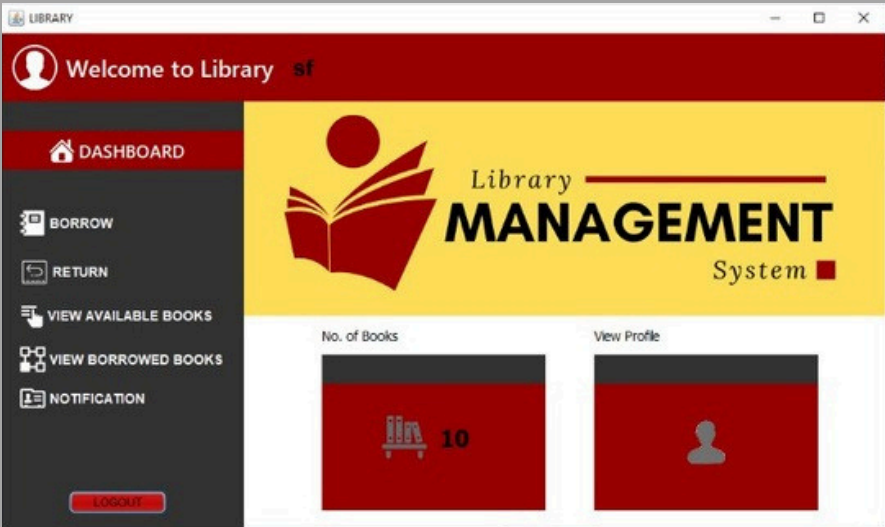 LIBRARY
Welcome to Library sf
DASHBOARD
BORROW
RETURN
VIEW AVAILABLE BOOKS
VIEW BORROWED BOOKS
NOTIFICATION
LOGOUT
Library
MANAGEMENT
System
No. of Books
View Profile
10